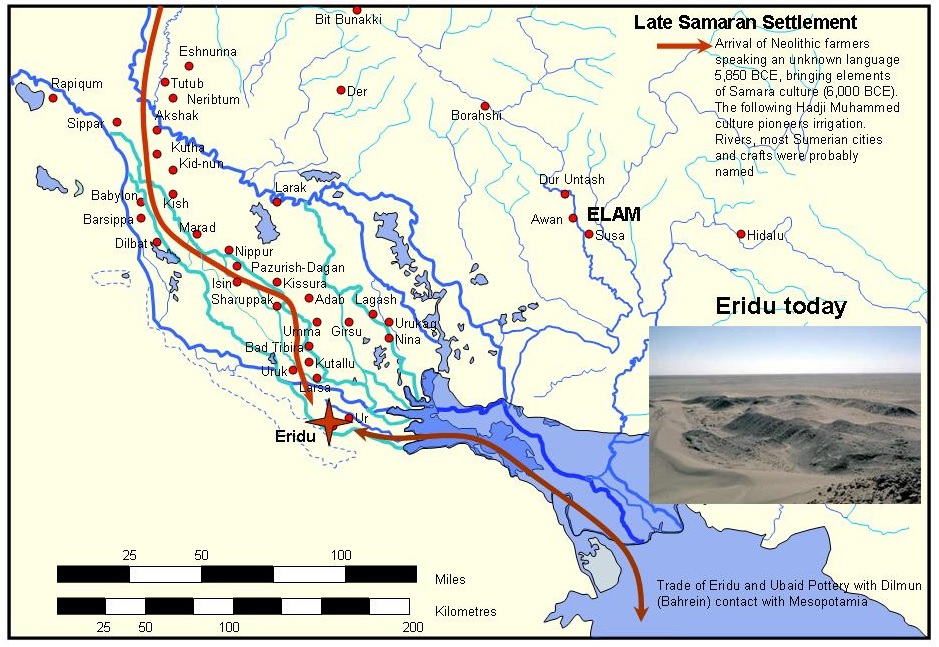 Late Samaran Settlement
Arrival of Neolithic farmers
speaking an unknown language
5,850 BCE, bringing elements
of Samara culture (6,000 BCE).
The following Hadji Muhammed
culture pioneers irrigation.
Rivers, most Sumerian cities
and crafts were probably
named
Bit Bunakki
Eshnunna
Rapiqum
Tutub
Neribtum
Der
Borahshi
Akshak
Sippar
Kutha
Kid-nun
Dur Untash
Larak
Babylon
Kish
Awan
ELAM
Barsippa
Marad
Susa
Hidalu
Dilbat
Nippur
Pazurish-Dagan
Isin
Kissura
Sharuppak
Adab
Lagash
Eridu today
Umma
Girsu
Urukag
Nina
Bad Tibira
Kutallu
Uruk
Larsa
Ur
Eridu
25
50
100
Miles
Kilometres
25
50
100
200
Trade of Eridu and Ubaid Pottery with Dilmun
(Bahrein) contact with Mesopotamia